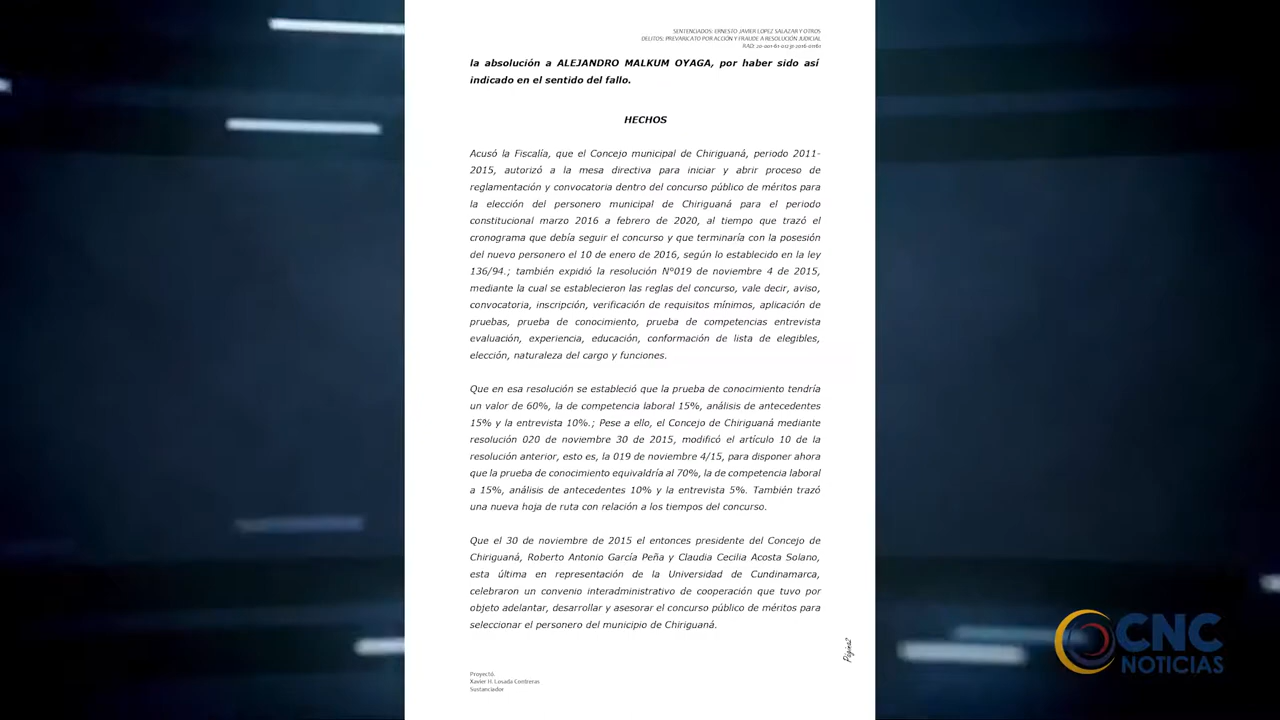 SENTENCIADOS: ERNESTO JAVIER LOPEZ SALAZAR Y OTROS
DELITOS: PREVARICATO POR ACCIÓN Y FRAUDE A RESOLUCIÓN JUDICIAL
la absolución a ALEJANDRO MALKUM OYAGA, por haber sido así
indicado en el sentido del fallo.
HECHOS
Acusó la Fiscalía, que el Concejo municipal de Chiriguaná, periodo 2011-
2015, autorizó a la mesa directiva para iniciar y abrir proceso de
reglamentación y convocatoria dentro del concurso público de méritos para
la elección del personero municipal de Chiriguaná para el periodo
constitucional marzo 2016 a febrero de 2020, al tiempo que trazó el
cronograma que debía seguir el concurso y que terminaría con la posesión
del nuevo personero el 10 de enero de 2016, según lo establecido en la ley
136/94.; también expidió la resolución N°019 de noviembre 4 de 2015,
mediante la cual se establecieron las reglas del concurso, vale decir, aviso,
convocatoria, inscripción, verificación de requisitos mínimos, aplicación de
pruebas, prueba de conocimiento, prueba de competencias entrevista
evaluación, experiencia, educación, conformación de lista de elegibles,
elección, naturaleza del cargo y funciones.
Que en esa resolución se estableció que la prueba de conocimiento tendría
un valor de 60%, la de competencia laboral 15%, análisis de antecedentes
15% y la entrevista 10%.; Pese a ello, el Concejo de Chiriguaná mediante
resolución 020 de noviembre 30 de 2015, modificó el artículo 10 de la
resolución anterior, esto es, la 019 de noviembre 4/15, para disponer ahora
que la prueba de conocimiento equivaldría al 70%, la de competencia laboral
a 15%, análisis de antecedentes 10% y la entrevista 5%. También trazó
una nueva hoja de ruta con relación a los tiempos del concurso.
Que el 30 de noviembre de 2015 el entonces presidente del Concejo de
Chiriguaná, Roberto Antonio García Peña y Claudia Cecilia Acosta Solano,
esta última en representación de la Universidad de Cundinamarca,
celebraron un convenio interadministrativo de cooperación que tuvo por
objeto adelantar, desarrollar y asesorar el concurso público de méritos para
seleccionar el personero del municipio de Chiriguaná.
Página2
Proyectó.
Xavier H. Losada Contreras
Sustanciador
CNC
NOTICIAS